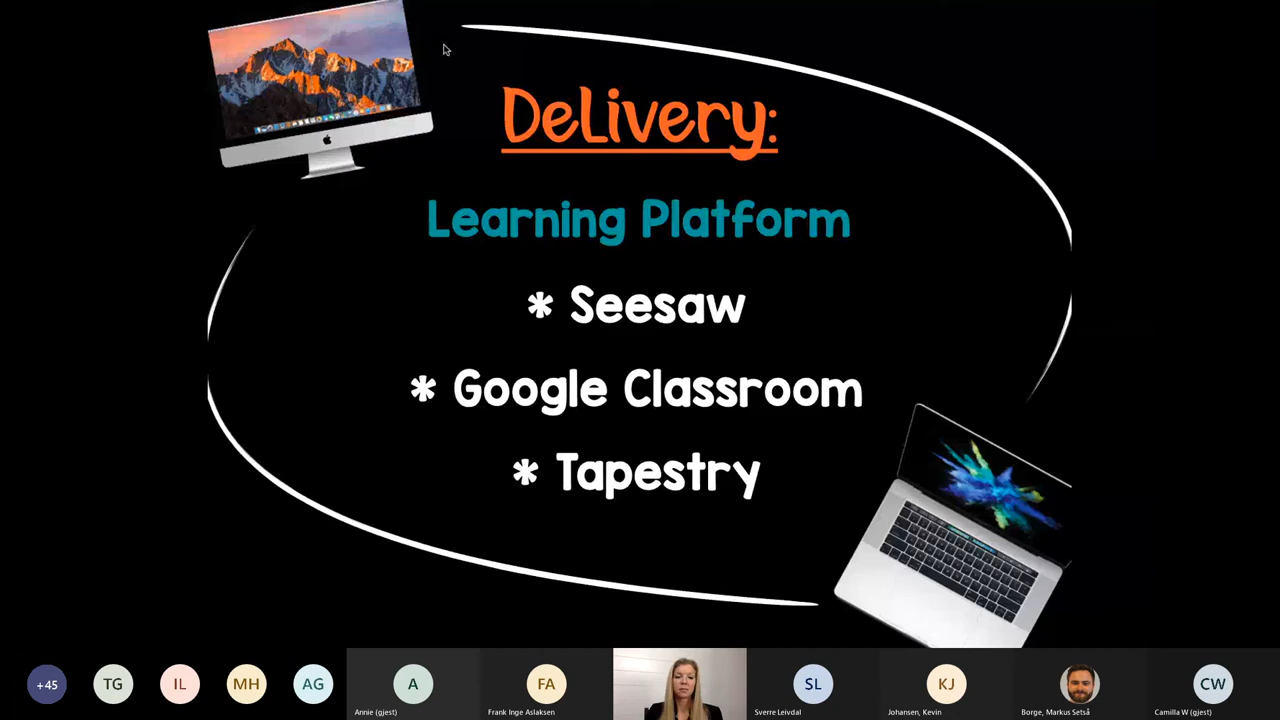 Delivery:
Learning Platform
* Seesaw
* Google Classroom
* Tapestry
+45
TG
IL
MH
AG
A
FA
SL
KJ
CW
Annie (gjest)
Frank Inge Aslaksen
Sverre Leivdal
Johansen, Kevin
Borge, Markus Setså
Camilla W (gjest)